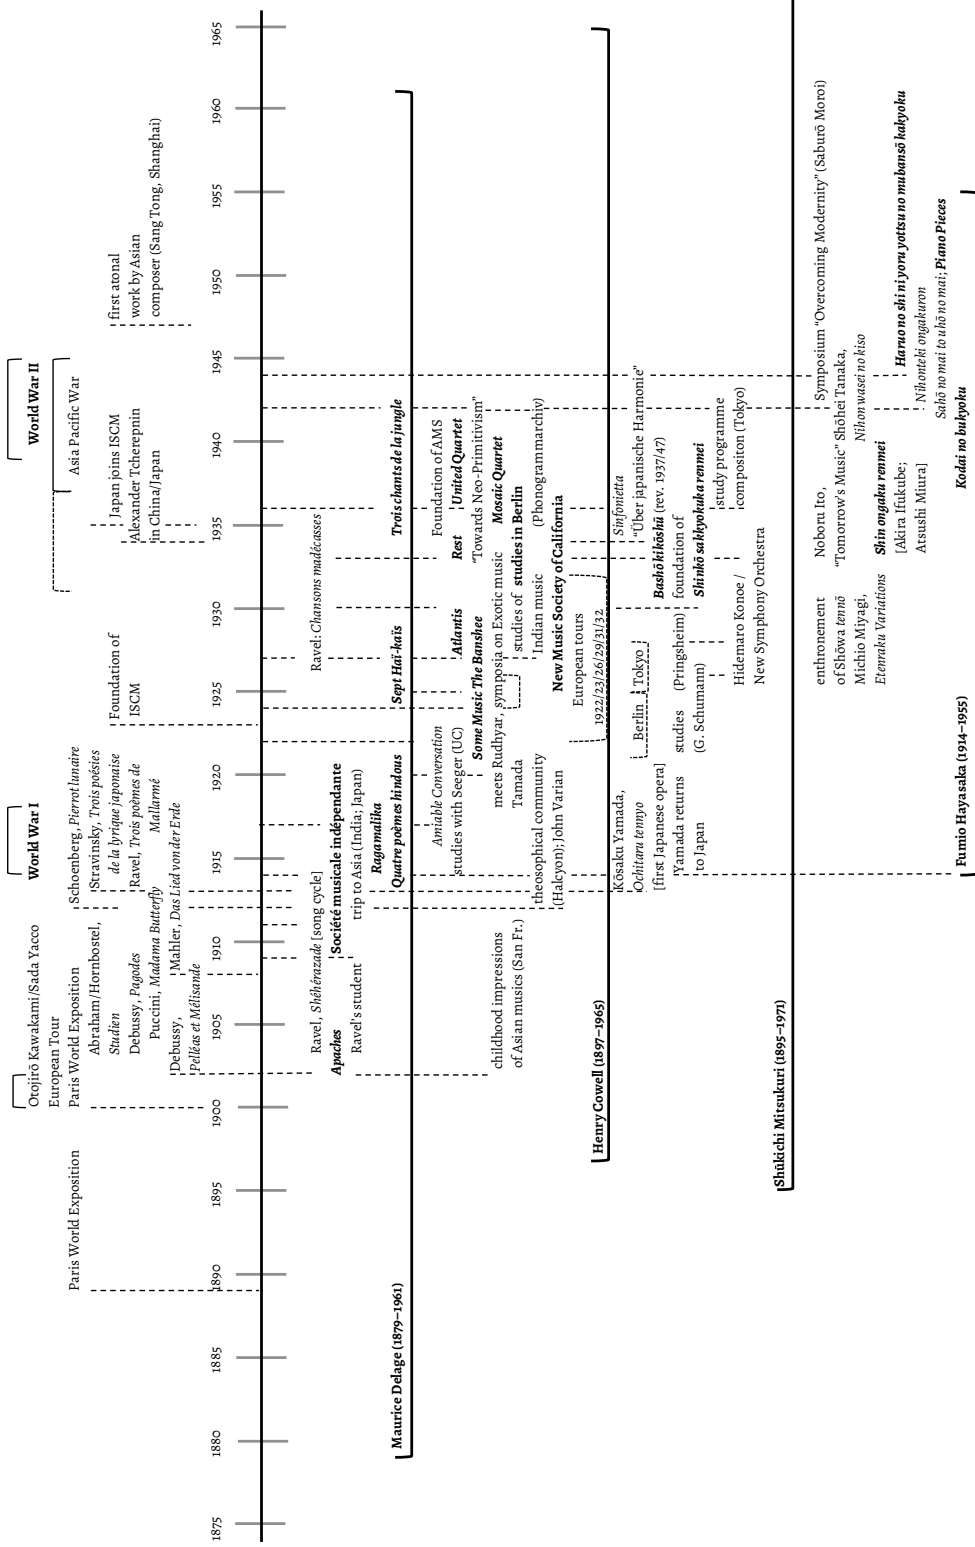 World War I
World War II
Otojirō Kawakami/Sada Yacco
European Tour
Paris World Exposition
Paris World Exposition
Asia Pacific War
Abraham/Hornbostel,
Studien
Debussy, Pagodes
Puccini, Madama Butterfly
Debussy,
Pelléas et Mélisande
Mahler, Das Lied von der Erde
Schoenberg, Pierrot lunaire
Stravinsky, Trois poésies
de la lyrique japonaise
Ravel, Trois poèmes de
Mallarmé
Foundation of
ISCM
Japan joins ISCM
Alexander Tcherepnin
in China/Japan
first atonal
work by Asian
composer (Sang Tong, Shanghai)
1875
1880
1885
1890
1895
1900
1905
1910
1915
1920
1925
1930
1935
1940
1945
1950
1955
1960
1965
Ravel, Shéhérazade [song cycle]
Apaches
Ravel's student
Société musicale indépendante
trip to Asia (India; Japan)
Ragamalika
Quatre poèmes hindous
Ravel: Chansons madécasses
Sept Haï-kaïs
Trois chants de la jungle
Maurice Delage (1879–1961)
Amiable Conversation
studies with Seeger (UC)
Some Music The Banshee
meets Rudhyar,
Tamada
symposia on Exotic music
Atlantis
Rest
Foundation of AMS
United Quartet
"Towards Neo-Primitivism"
Mosaic Quartet
studies of
Indian music
studies in Berlin
(Phonogrammarchiv)
childhood impressions
of Asian musics (San Fr.)
theosophical community
(Halcyon); John Varian
New Music Society of California
European tours
1922/23/26/29/31/32
Henry Cowell (1897–1965)
Kōsaku Yamada,
Ochitaru tennyo
[first Japanese opera]
Yamada returns
to Japan
Berlin
Tokyo
studies
(G. Schumann)
(Pringsheim)
Sinfonietta
"Über japanische Harmonie"
Bashō kikōshū (rev. 1937/47)
foundation of
Shinkō sakkyokuka renmei
study programme
compositon (Tokyo)
Hidemaro Konoe /
New Symphony Orchestra
Shūkichi Mitsukuri (1895–1971)
enthronement
of Shōwa tennō
Michio Miyagi,
Etenraku Variations
Noboru Ito,
"Tomorrow's Music"
Shōhei Tanaka,
Nihon wasei no kiso
Symposium "Overcoming Modernity" (Saburō Moroi)
Shin ongaku renmei
[Akira Ifukube;
Atsushi Miura]
Haruo no shi ni yoru yottsu no mubansō kakyoku
Nihonteki ongakuron
Sahō no mai to uhō no mai; Piano Pieces
Kodai no bukyoku
Fumio Hayasaka (1914–1955)